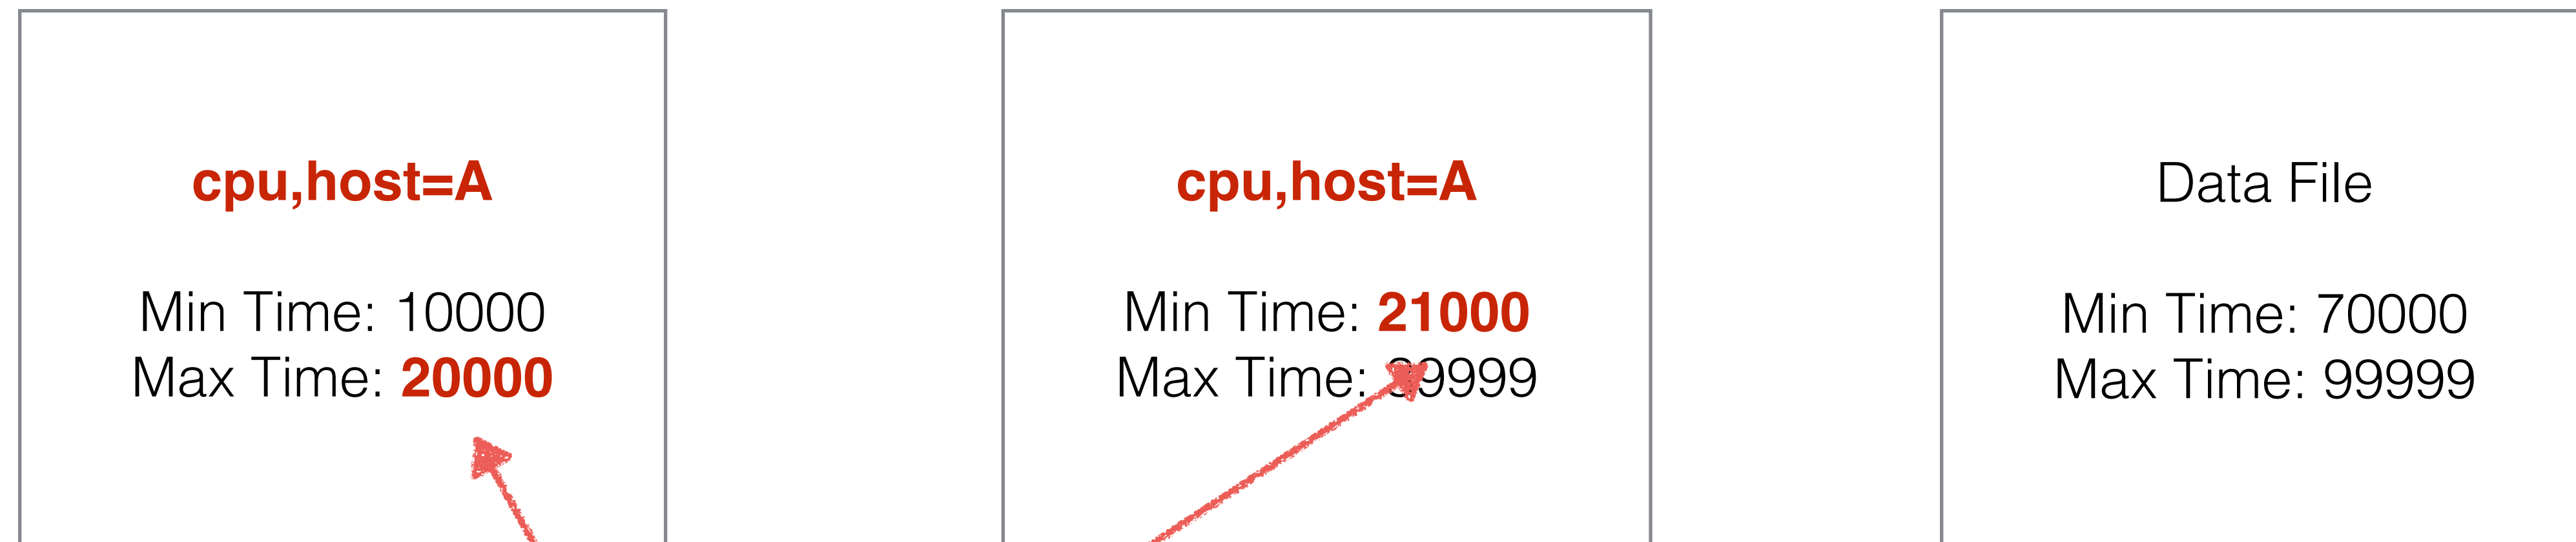 cpu,host=A
Min Time: 10000
Max Time: 20000
cpu,host=A
Min Time: 21000
Max Time:
Data File
Min Time: 70000
Max Time: 99999